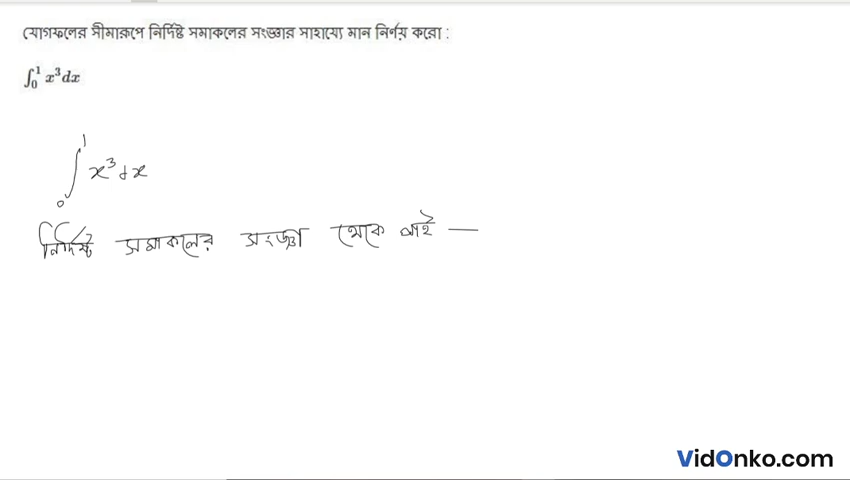 যোগফলের সীমারূপে নির্দিষ্ট সমাকলের সংজ্ঞার সাহায্যে মান নির্ণয় করো :
∫₀¹ x³dx
∫₀¹ x³dx
নির্দিষ্ট সমাকলের সংজ্ঞা থেকে পাই —
VidOnko.com